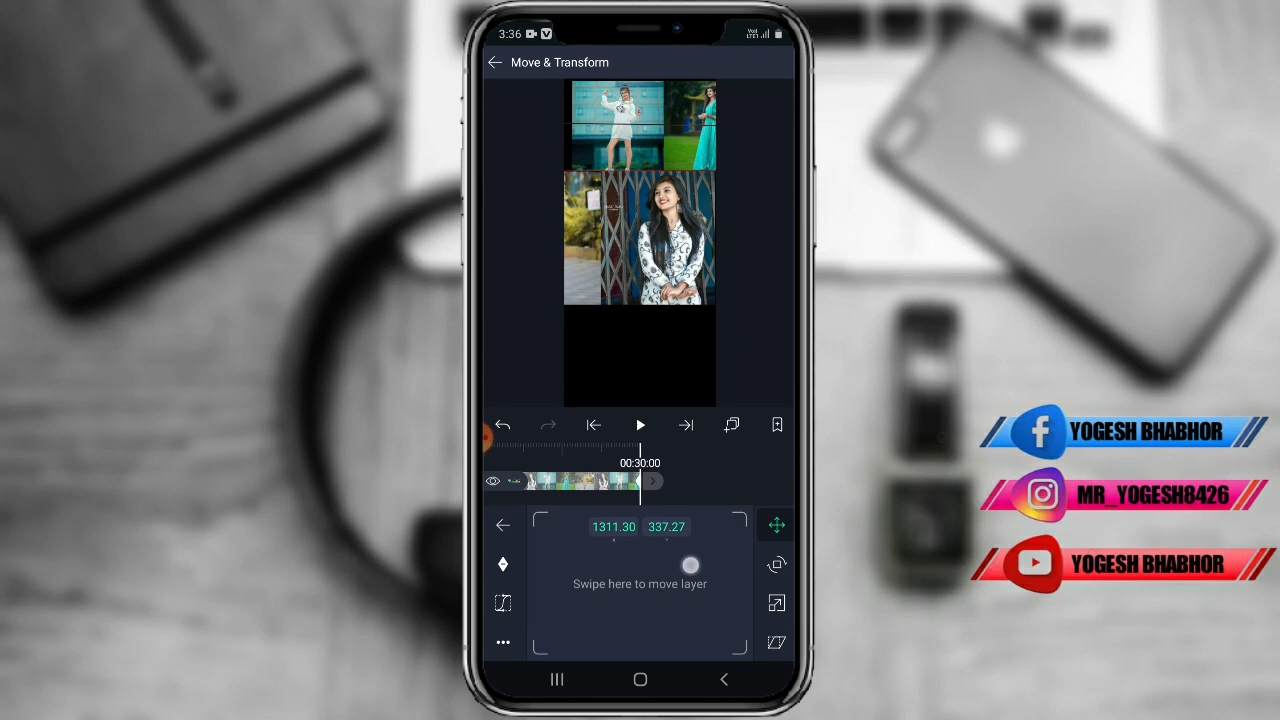 3:36
Move & Transform
00:30:00
1311.30 337.27
Swipe here to move layer
YOGESH BHABHOR
MR_YOGESH8426
YOGESH BHABHOR